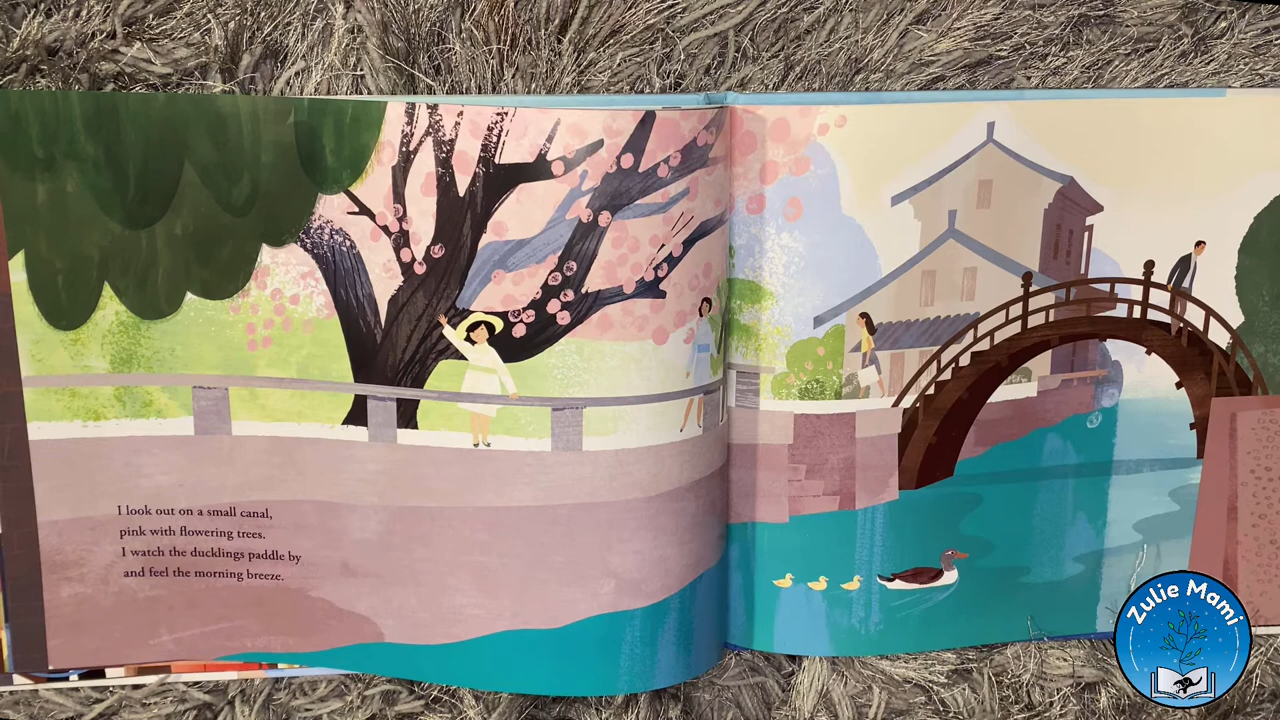 I look out on a small canal,
pink with flowering trees.
I watch the ducklings paddle by
and feel the morning breeze.
Zulie Mami